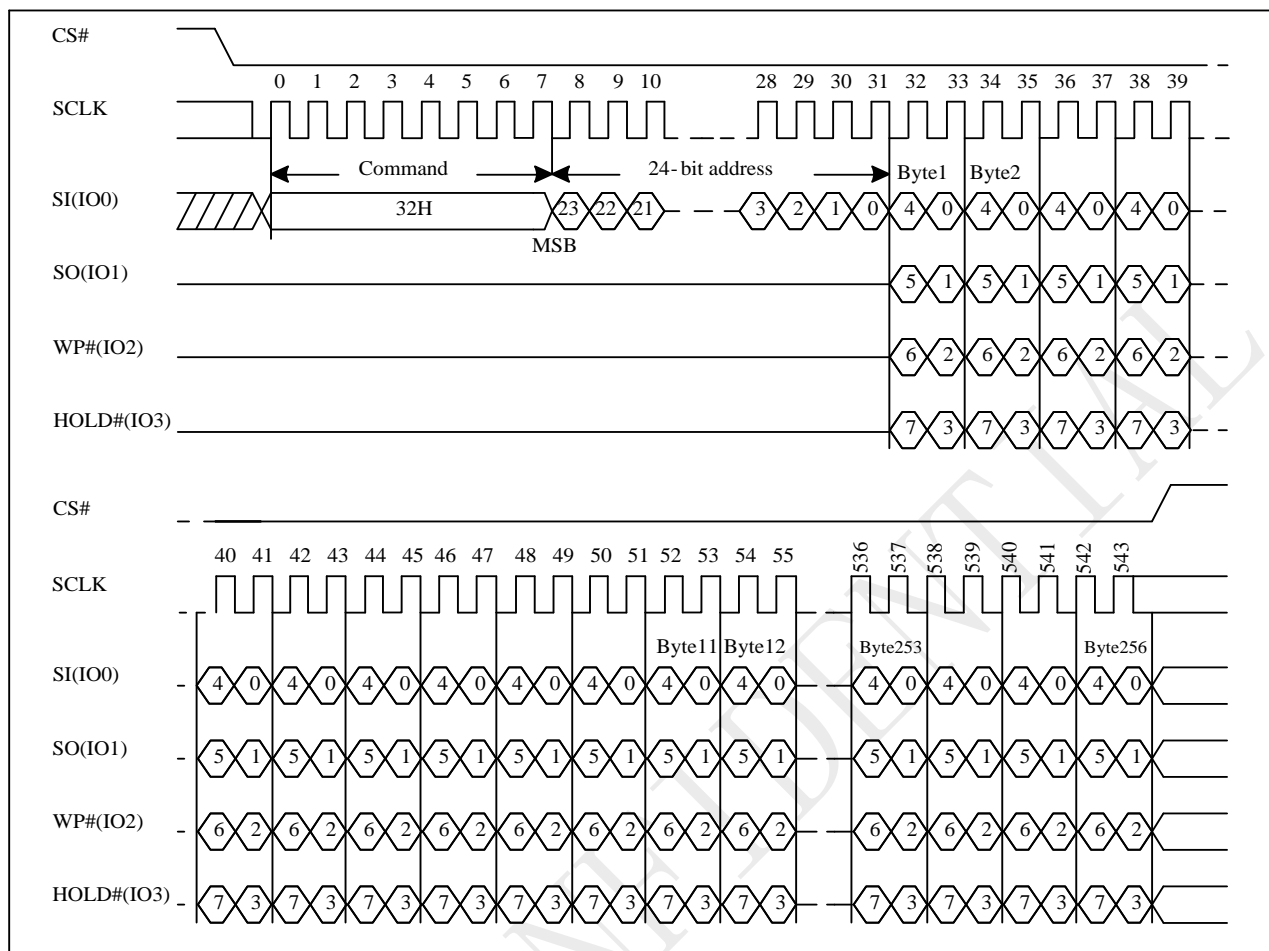 CS#
0 1 2 3 4 5 6 7 8 9 10 28 29 30 31 32 33 34 35 36 37 38 39
SCLK
Command 24-bit address Byte1 Byte2
SI(IO0) 32H 23 22 21 3 2 1 0 4 0 4 0 4 0 4 0
MSB
SO(IO1) 5 1 5 1 5 1 5 1
WP#(IO2) 6 2 6 2 6 2 6 2
HOLD#(IO3) 7 3 7 3 7 3 7 3
CS#
40 41 42 43 44 45 46 47 48 49 50 51 52 53 54 55 536 537 538 539 540 541 542 543
SCLK
Byte11 Byte12 Byte253 Byte256
SI(IO0) 4 0 4 0 4 0 4 0 4 0 4 0 4 0 4 0 4 0 4 0 4 0 4 0
SO(IO1) 5 1 5 1 5 1 5 1 5 1 5 1 5 1 5 1 5 1 5 1 5 1 5 1
WP#(IO2) 6 2 6 2 6 2 6 2 6 2 6 2 6 2 6 2 6 2 6 2 6 2 6 2
HOLD#(IO3) 7 3 7 3 7 3 7 3 7 3 7 3 7 3 7 3 7 3 7 3 7 3 7 3
NFIDENTIAL